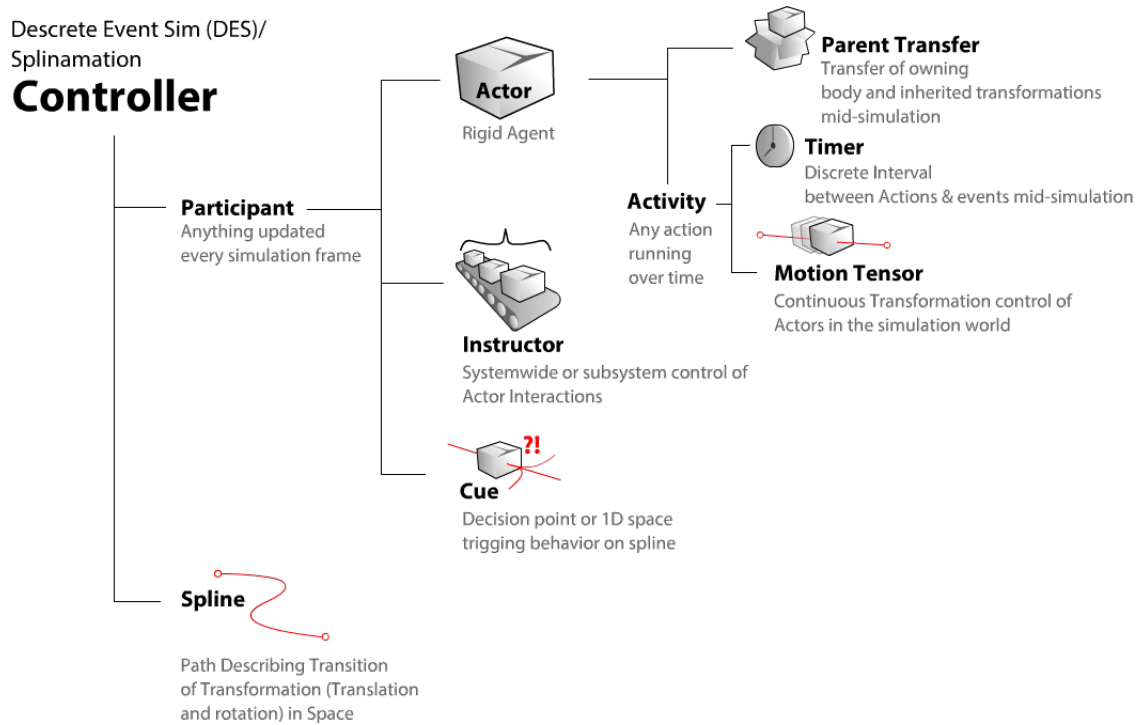 Descrete Event Sim (DES)/
Splinamation
Controller
Participant
Anything updated
every simulation frame
Actor
Rigid Agent
Parent Transfer
Transfer of owning
body and inherited transformations
mid-simulation
Activity
Any action
running
over time
Timer
Discrete Interval
between Actions & events mid-simulation
Motion Tensor
Continuous Transformation control of
Actors in the simulation world
Instructor
Systemwide or subsystem control of
Actor Interactions
?!
Cue
Decision point or 1D space
trigging behavior on spline
Spline
Path Describing Transition
of Transformation (Translation
and rotation) in Space